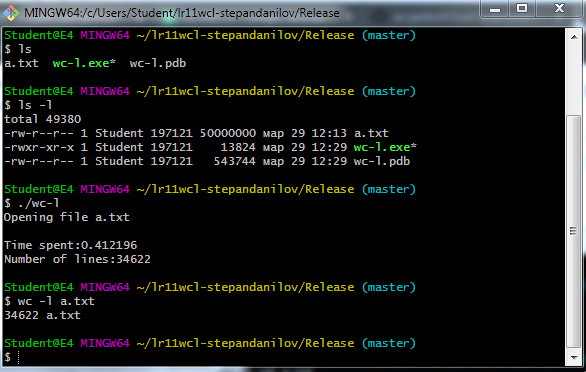 MINGW64:/c/Users/Student/lr11wcl-stepandanilov/Release
Student@E4 MINGW64 ~/lr11wcl-stepandanilov/Release (master)
$ ls
a.txt  wc-l.exe*  wc-l.pdb
Student@E4 MINGW64 ~/lr11wcl-stepandanilov/Release (master)
$ ls -l
total 49380
-rw-r--r-- 1 Student 197121 50000000 мар 29 12:13 a.txt
-rwxr-xr-x 1 Student 197121    13824 мар 29 12:29 wc-l.exe*
-rw-r--r-- 1 Student 197121   543744 мар 29 12:29 wc-l.pdb
Student@E4 MINGW64 ~/lr11wcl-stepandanilov/Release (master)
$ ./wc-l
Opening file a.txt
Time spent:0.412196
Number of lines:34622
Student@E4 MINGW64 ~/lr11wcl-stepandanilov/Release (master)
$ wc -l a.txt
34622 a.txt
Student@E4 MINGW64 ~/lr11wcl-stepandanilov/Release (master)
$